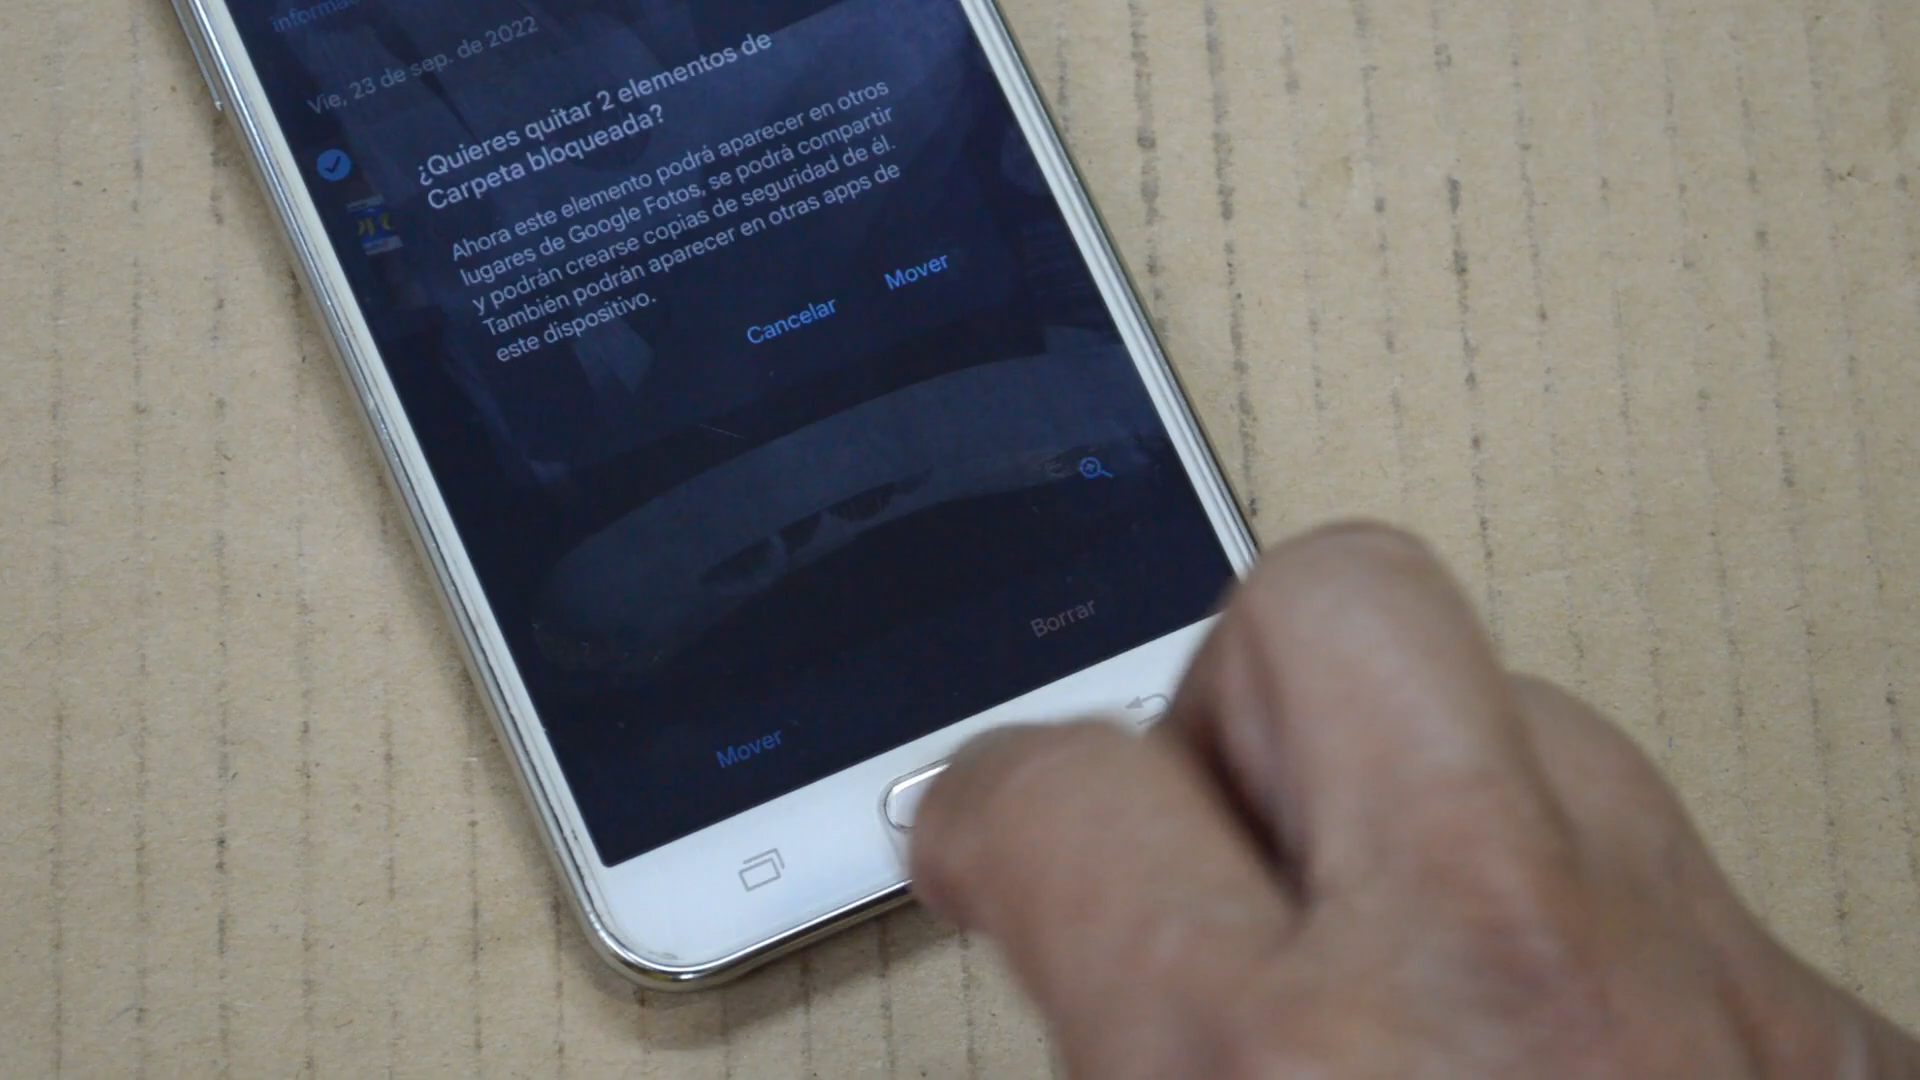 informac
Vie, 23 de sep. de 2022
¿Quieres quitar 2 elementos de
Carpeta bloqueada?
Ahora este elemento podrá aparecer en otros
lugares de Google Fotos, se podrá compartir
y podrán crearse copias de seguridad de él.
También podrán aparecer en otras apps de
este dispositivo.
Cancelar
Mover
Mover
Borrar